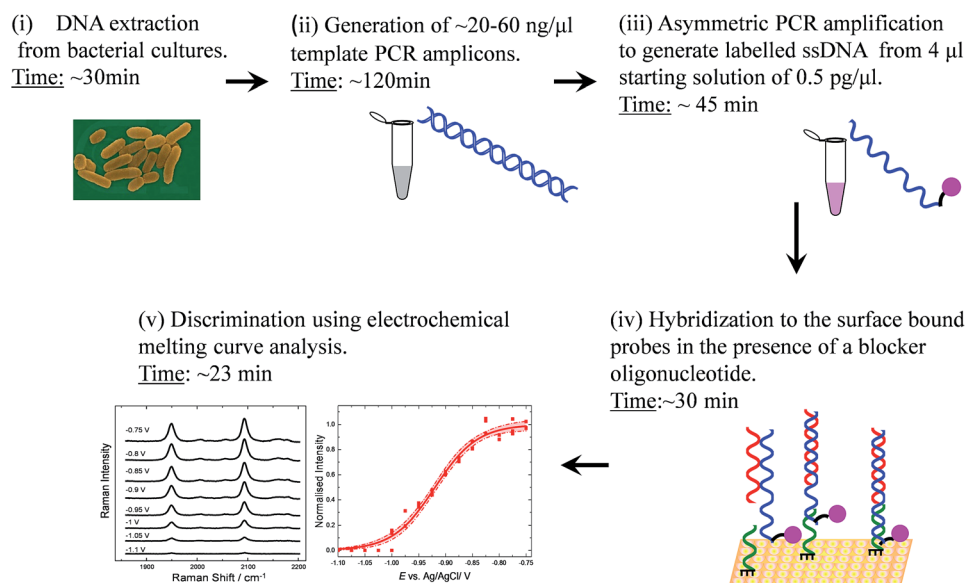 (i) DNA extraction
from bacterial cultures.
Time: ~30min
(ii) Generation of ~20-60 ng/µl
template PCR amplicons.
Time: ~120min
(iii) Asymmetric PCR amplification
to generate labelled ssDNA from 4 µl
starting solution of 0.5 pg/µl.
Time: ~ 45 min
(iv) Hybridization to the surface bound
probes in the presence of a blocker
oligonucleotide.
Time:~30 min
(v) Discrimination using electrochemical
melting curve analysis.
Time: ~23 min
Raman Intensity
-0.75 V
-0.8 V
-0.85 V
-0.9 V
-0.95 V
-1 V
-1.05 V
-1.1 V
1900 2000 2100 2200
Raman Shift / cm⁻¹
Normalised Intensity
1.0
0.8
0.6
0.4
0.2
0.0
-1.10 -1.05 -1.00 -0.95 -0.90 -0.85 -0.80 -0.75
E vs. Ag/AgCl/ V